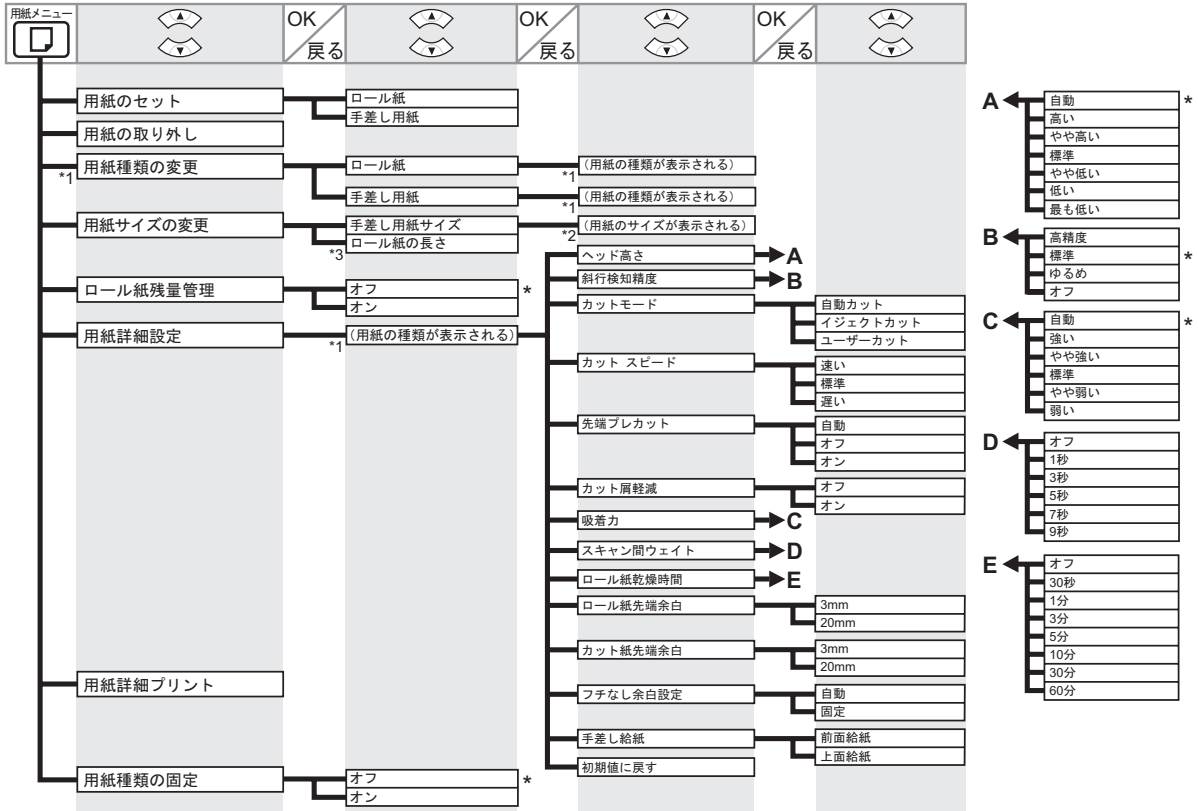 用紙メニュー
OK
戻る
OK
戻る
OK
戻る
用紙のセット
ロール紙
手差し用紙
用紙の取り外し
用紙種類の変更
*1
ロール紙
*1
(用紙の種類が表示される)
手差し用紙
*1
(用紙の種類が表示される)
用紙サイズの変更
手差し用紙サイズ
*2
(用紙のサイズが表示される)
*3
ロール紙の長さ
ロール紙残量管理
オフ
*
オン
用紙詳細設定
*1
(用紙の種類が表示される)
ヘッド高さ
A
斜行検知精度
B
カットモード
自動カット
イジェクトカット
ユーザーカット
カット スピード
速い
標準
遅い
先端プレカット
自動
オフ
オン
カット屑軽減
オフ
オン
吸着力
C
スキャン間ウェイト
D
ロール紙乾燥時間
E
ロール紙先端余白
3mm
20mm
カット紙先端余白
3mm
20mm
フチなし余白設定
自動
固定
手差し給紙
前面給紙
上面給紙
初期値に戻す
用紙詳細プリント
用紙種類の固定
オフ
*
オン
A
自動
*
高い
やや高い
標準
やや低い
低い
最も低い
B
高精度
標準
*
ゆるめ
オフ
C
自動
*
強い
やや強い
標準
やや弱い
弱い
D
オフ
1秒
3秒
5秒
7秒
9秒
E
オフ
30秒
1分
3分
5分
10分
30分
60分